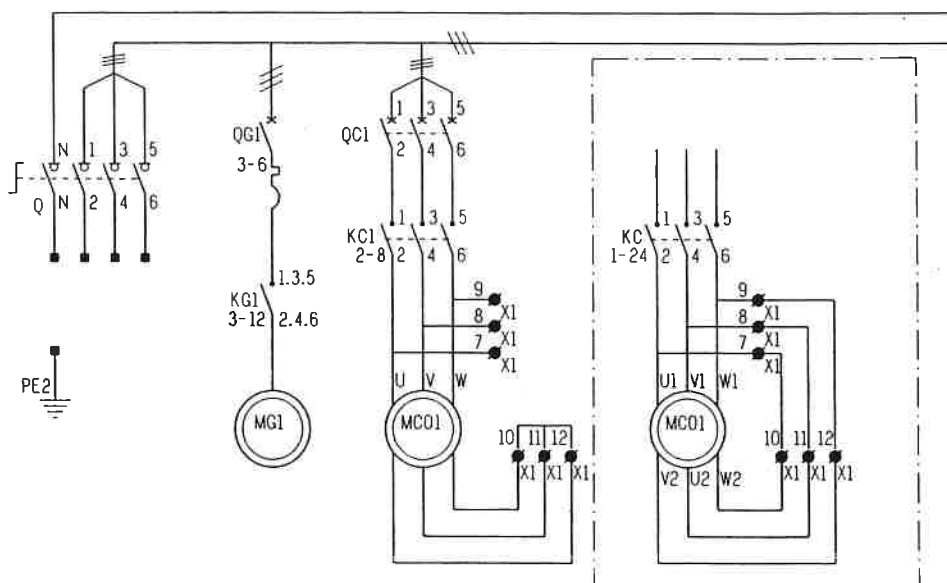 N 1 3 5
Q N 2 4 6
PE2
QG1
3-6
1.3.5
KG1
3-12 2.4.6
MG1
1 3 5
QC1
2 4 6
1 3 5
KC1
2-8 2 4 6
9
X1
8
X1
7
X1
U V W
MC01
10 11 12
X1 X1 X1
1 3 5
KC
1-24 2 4 6
9
X1
8
X1
7
X1
U1 V1 W1
MC01
10 11 12
X1 X1 X1
V2 U2 W2